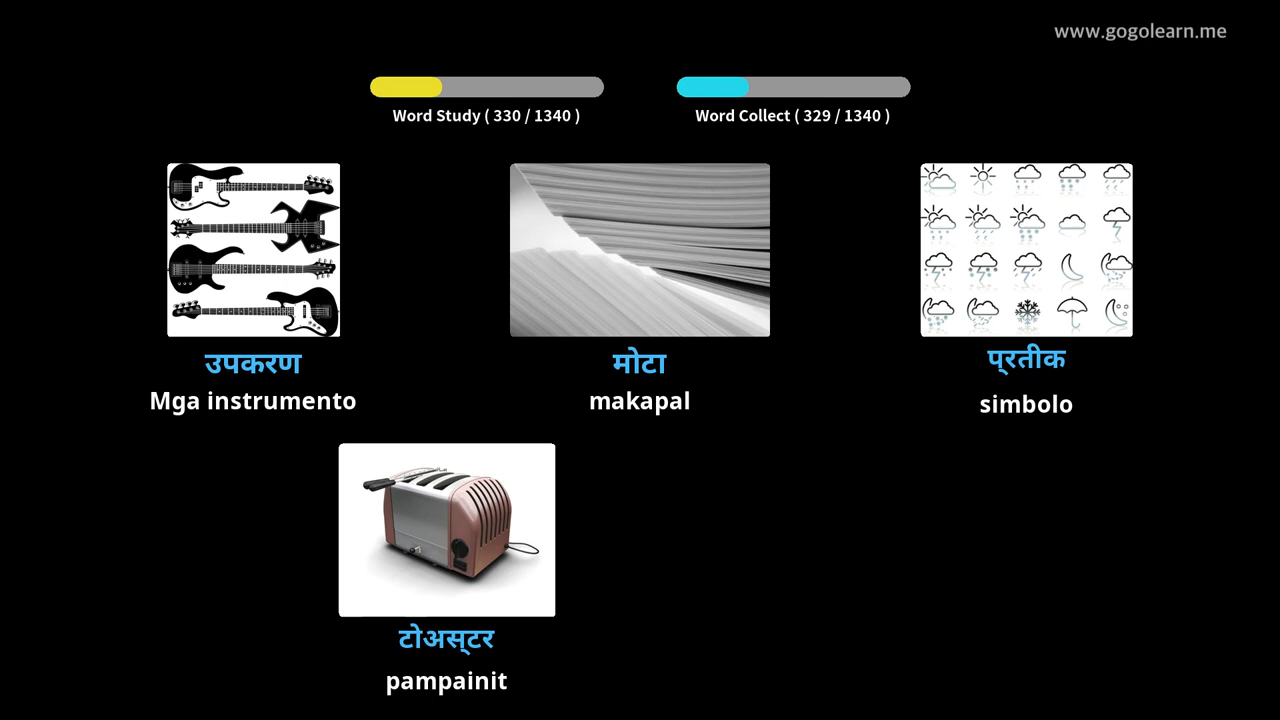 www.gogolearn.me
Word Study ( 330 / 1340 )
Word Collect ( 329 / 1340 )
उपकरण
मोटा
प्रतीक
Mga instrumento
makapal
simbolo
टोअस्टर
pampainit